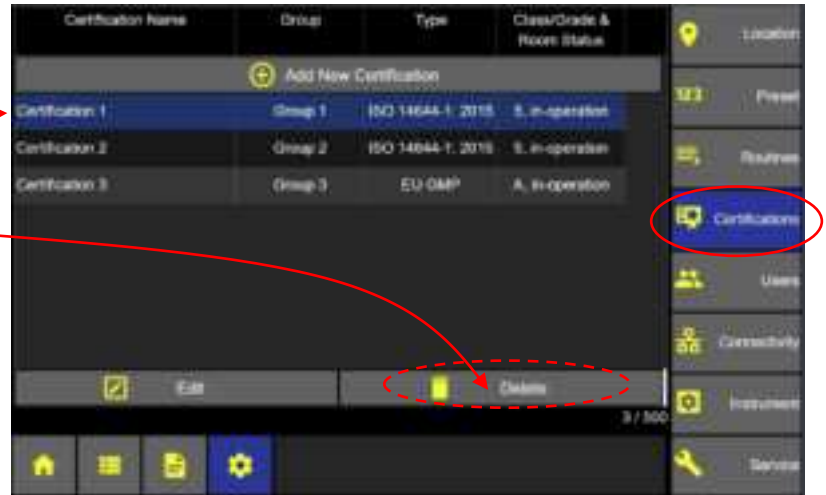 Certification Name Group Type Class/Grade &
Room Status
Location
Add New Certification
123 Preset
Certification 1 Group 1 ISO 14644-1: 2015 5, in-operation
Certification 2 Group 2 ISO 14644-1: 2015 5, in-operation
Routines
Certification 3 Group 3 EU GMP A, in-operation
Certifications
Users
Connectivity
Edit Delete
Instrument
3 / 500
Service